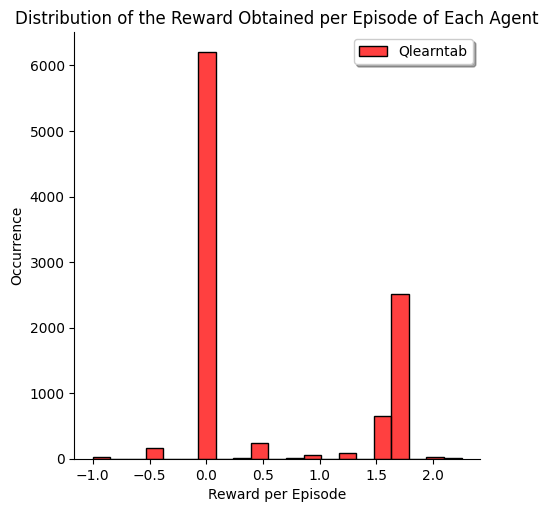 Distribution of the Reward Obtained per Episode of Each Agent
Qlearntab
6000
5000
4000
3000
2000
1000
0
Occurrence
−1.0 −0.5 0.0 0.5 1.0 1.5 2.0
Reward per Episode